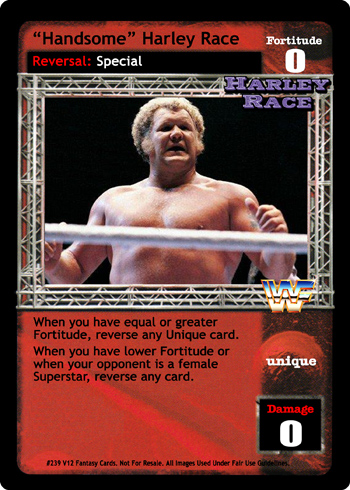 “Handsome” Harley Race
Fortitude
0
Reversal: Special
HARLEY
RACE
WF
When you have equal or greater
Fortitude, reverse any Unique card.
When you have lower Fortitude or
when your opponent is a female
Superstar, reverse any card.
unique
Damage
0
#239 V12 Fantasy Cards. Not For Resale. All Images Used Under Fair Use Guidelines.